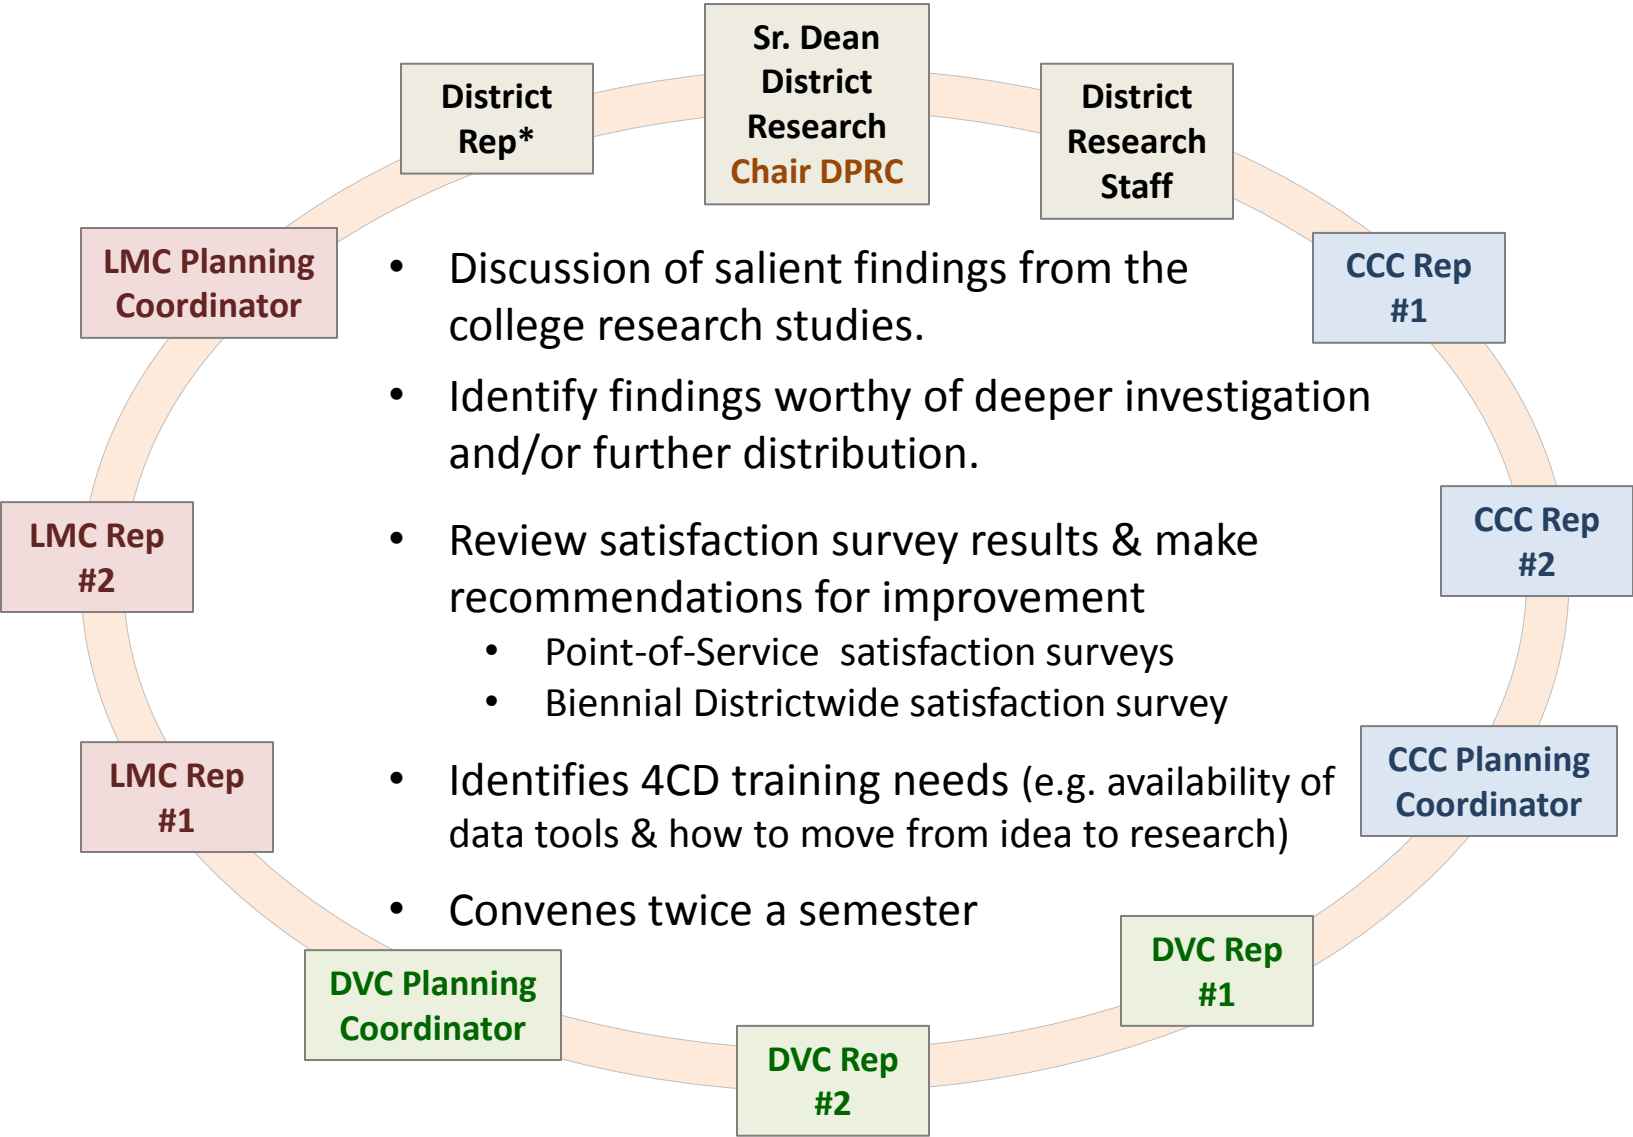 Sr. Dean
District
Research
Chair DPRC
District
Rep*
District
Research
Staff
LMC Planning
Coordinator
CCC Rep
#1
• Discussion of salient findings from the
college research studies.
• Identify findings worthy of deeper investigation
and/or further distribution.
LMC Rep
#2
CCC Rep
#2
• Review satisfaction survey results & make
recommendations for improvement
• Point-of-Service satisfaction surveys
• Biennial Districtwide satisfaction survey
LMC Rep
#1
CCC Planning
Coordinator
• Identifies 4CD training needs (e.g. availability of
data tools & how to move from idea to research)
• Convenes twice a semester
DVC Planning
Coordinator
DVC Rep
#1
DVC Rep
#2